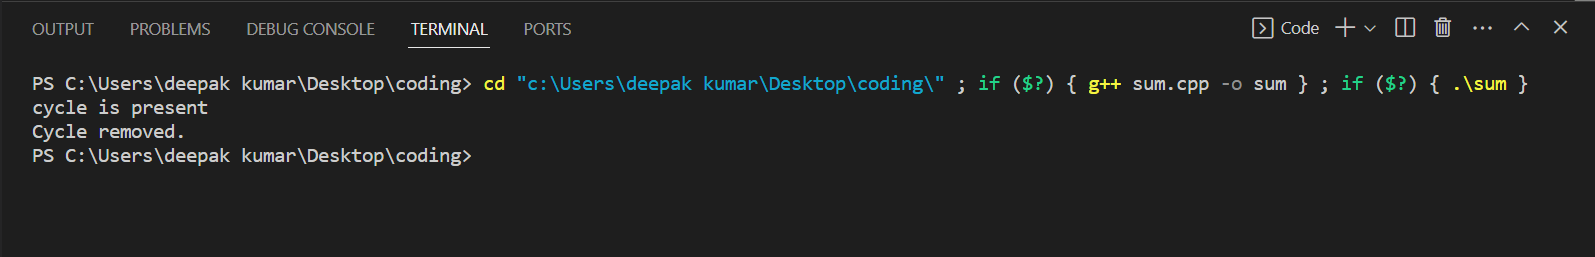 OUTPUT PROBLEMS DEBUG CONSOLE TERMINAL PORTS Code
PS C:\Users\deepak kumar\Desktop\coding> cd "c:\Users\deepak kumar\Desktop\coding\" ; if ($?) { g++ sum.cpp -o sum } ; if ($?) { .\sum }
cycle is present
Cycle removed.
PS C:\Users\deepak kumar\Desktop\coding>